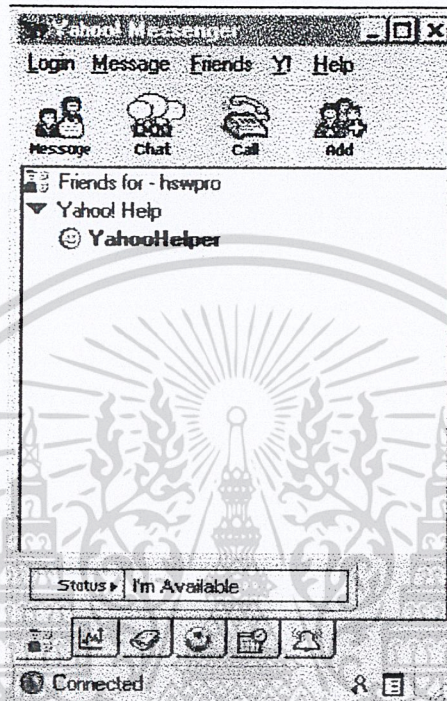 Yahoo! Messenger
Login Message Friends Y! Help
Message Chat Call Add
Friends for - hswpro
Yahoo! Help
YahooHelper
Status I'm Available
Connected